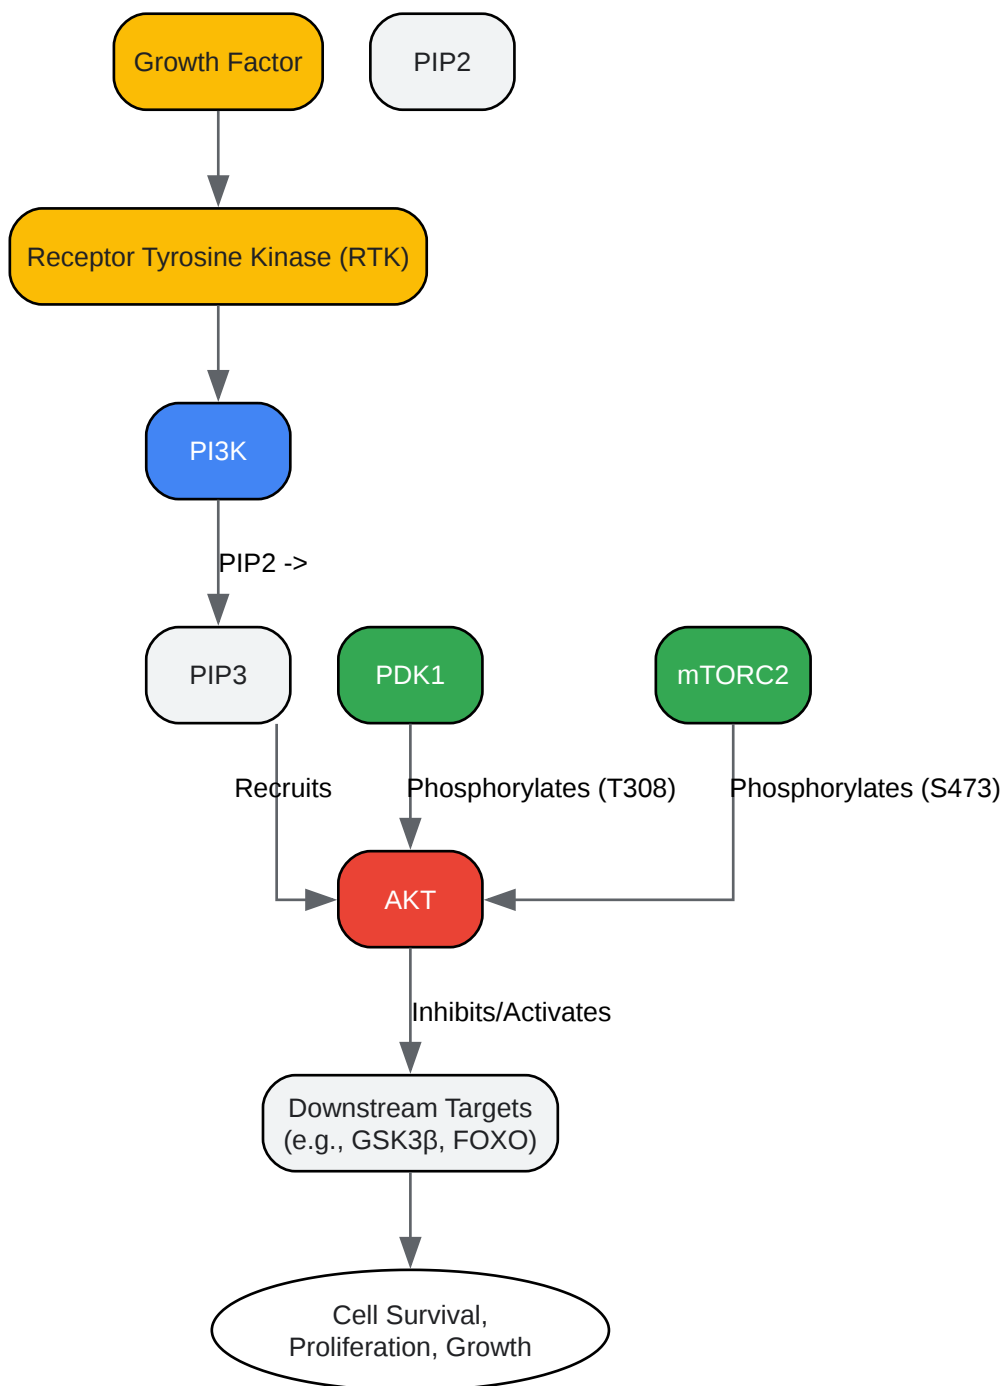 Growth Factor
PIP2
Receptor Tyrosine Kinase (RTK)
PI3K
PIP2 ->
PIP3
PDK1
mTORC2
Recruits
Phosphorylates (T308)
Phosphorylates (S473)
AKT
Inhibits/Activates
Downstream Targets
(e.g., GSK3β, FOXO)
Cell Survival,
Proliferation, Growth